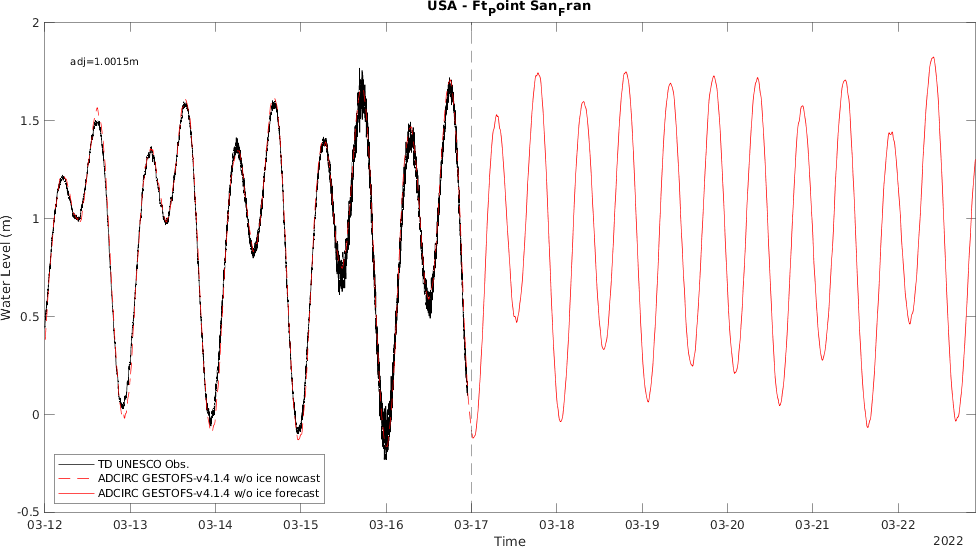 USA - FtPoint SanFran
adj=1.0015m
2
1.5
1
0.5
0
-0.5
Water Level (m)
TD UNESCO Obs.
ADCIRC GESTOFS-v4.1.4 w/o ice nowcast
ADCIRC GESTOFS-v4.1.4 w/o ice forecast
03-12 03-13 03-14 03-15 03-16 03-17 03-18 03-19 03-20 03-21 03-22
Time
2022